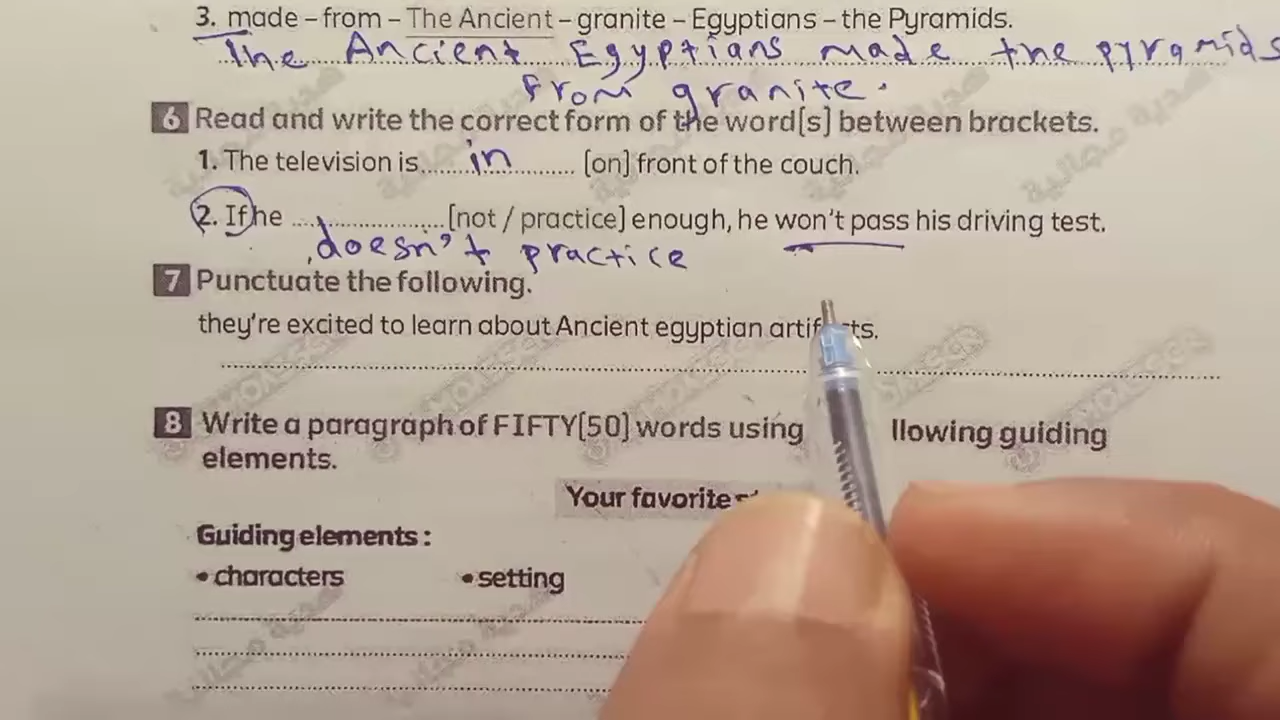 3. made – from – The Ancient – granite – Egyptians – the Pyramids.
The Ancient Egyptians made the pyramids
from granite.
6 Read and write the correct form of the word[s] between brackets.
1. The television is in [on] front of the couch.
2. If he [not / practice] enough, he won't pass his driving test.
doesn't practice
7 Punctuate the following.
they're excited to learn about Ancient egyptian artifacts.
8 Write a paragraph of FIFTY[50] words using llowing guiding
elements.
Your favorite
Guiding elements :
• characters • setting